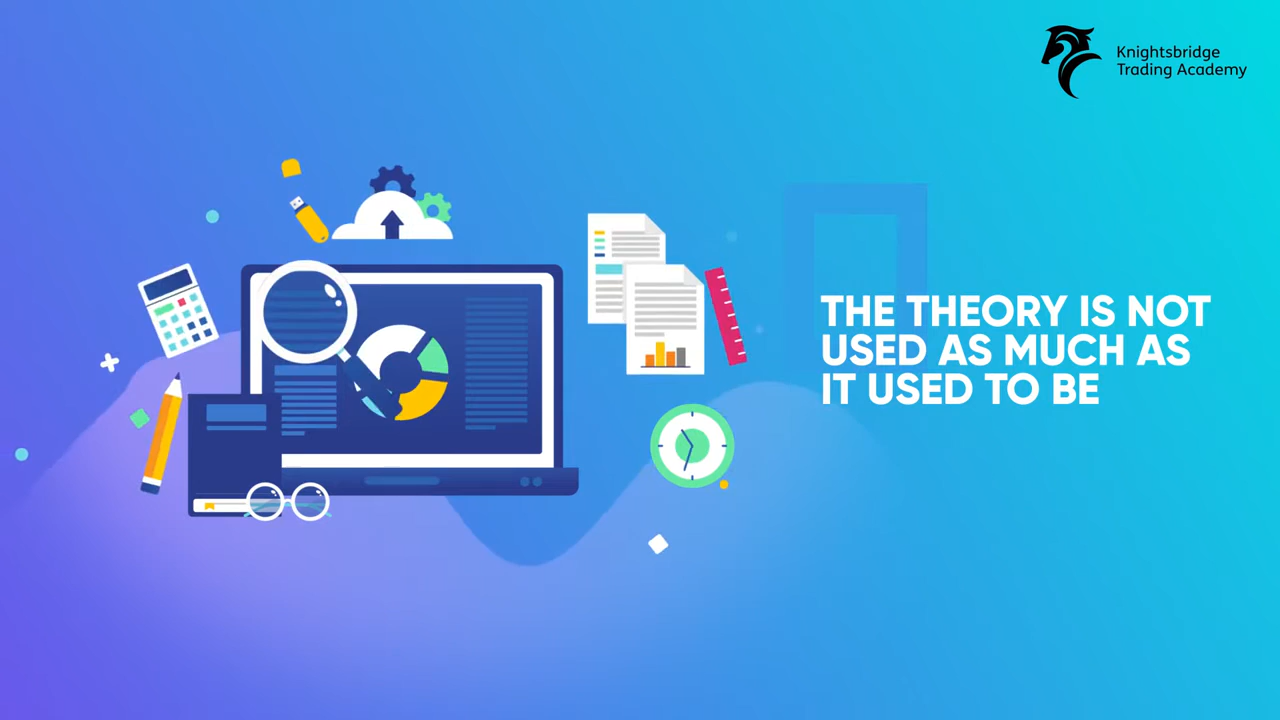 Knightsbridge
Trading Academy
THE THEORY IS NOT
USED AS MUCH AS
IT USED TO BE